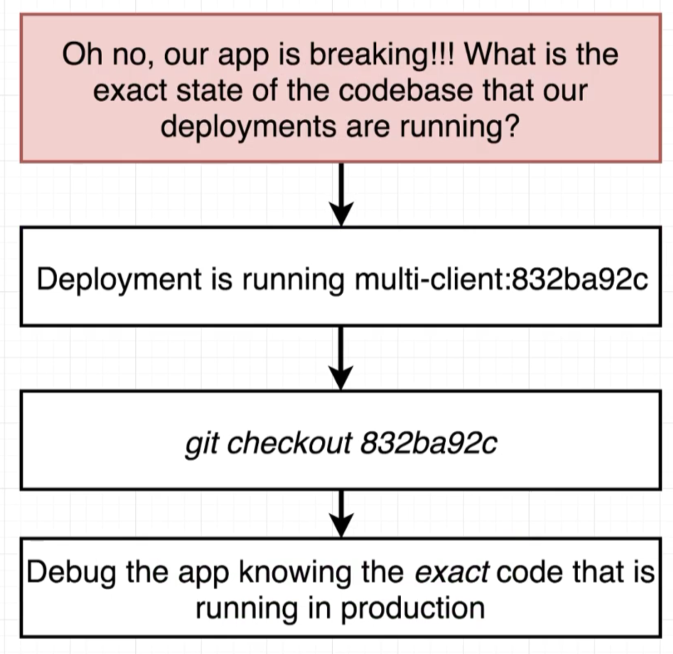 Oh no, our app is breaking!!! What is the
exact state of the codebase that our
deployments are running?
Deployment is running multi-client:832ba92c
git checkout 832ba92c
Debug the app knowing the exact code that is
running in production